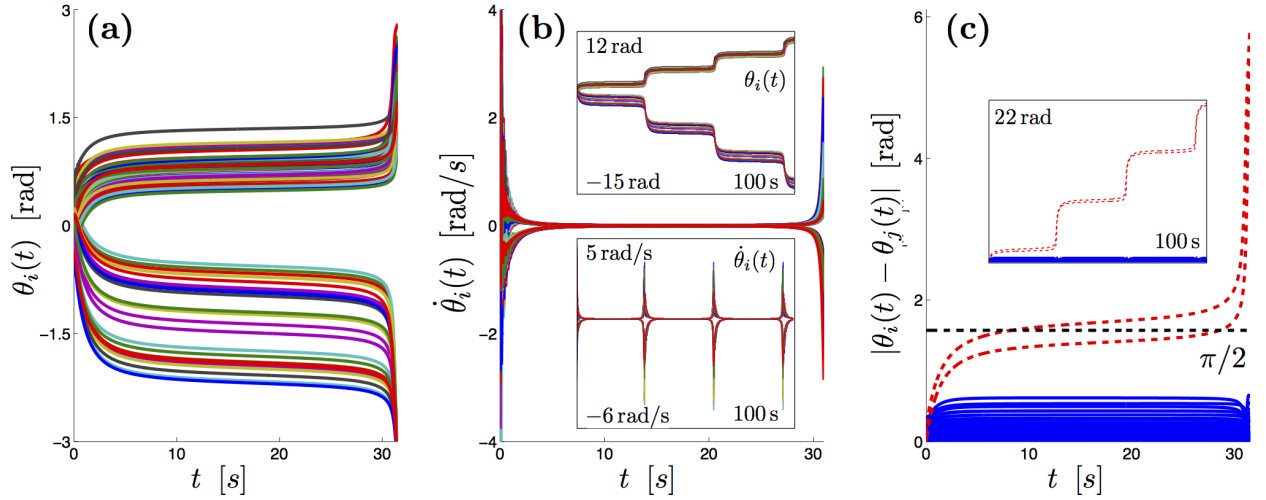 (a)
θi(t) [rad]
3
1.5
0
−1.5
−3
0
10
20
30
t [s]
(b)
θ̇i(t) [rad/s]
4
2
0
−2
−4
0
10
20
30
t [s]
12 rad
θi(t)
−15 rad
100 s
5 rad/s
θ̇i(t)
−6 rad/s
100 s
(c)
|θi(t) − θj(t)| [rad]
6
4
2
0
0
10
20
30
t [s]
22 rad
100 s
π/2